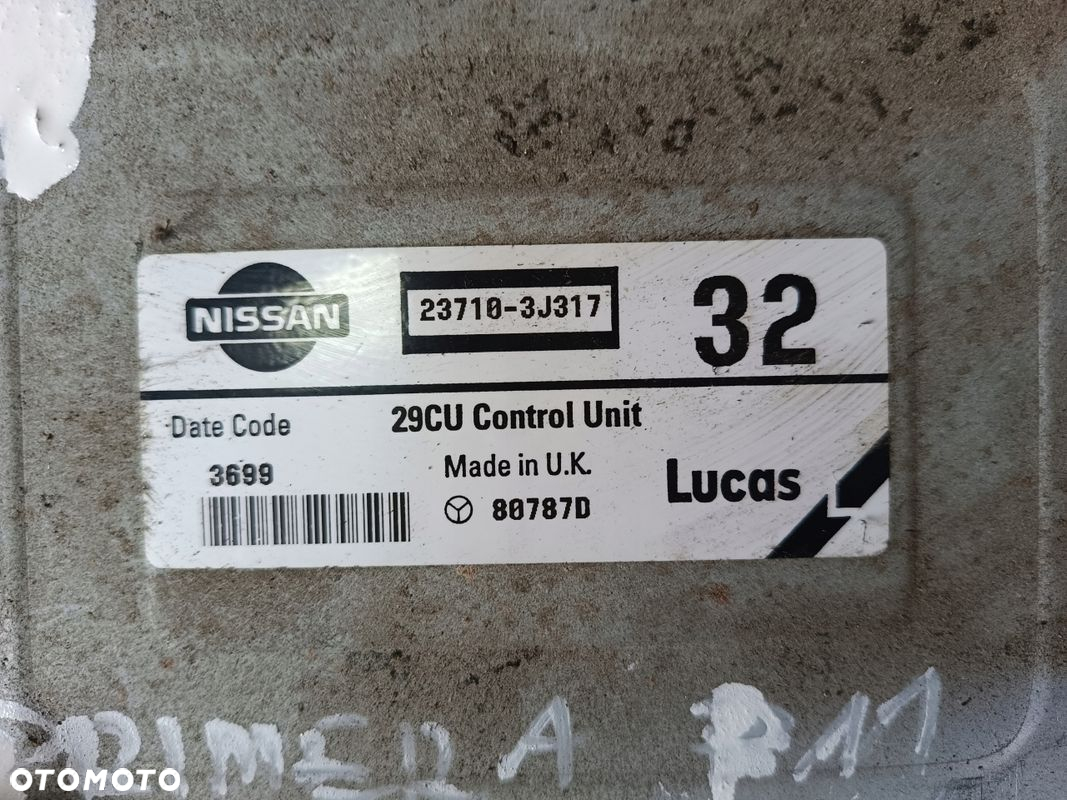 NISSAN
23710-3J317
32
Date Code
29CU Control Unit
3699
Made in U.K.
80787D
Lucas
PRIMERA P11
OTOMOTO